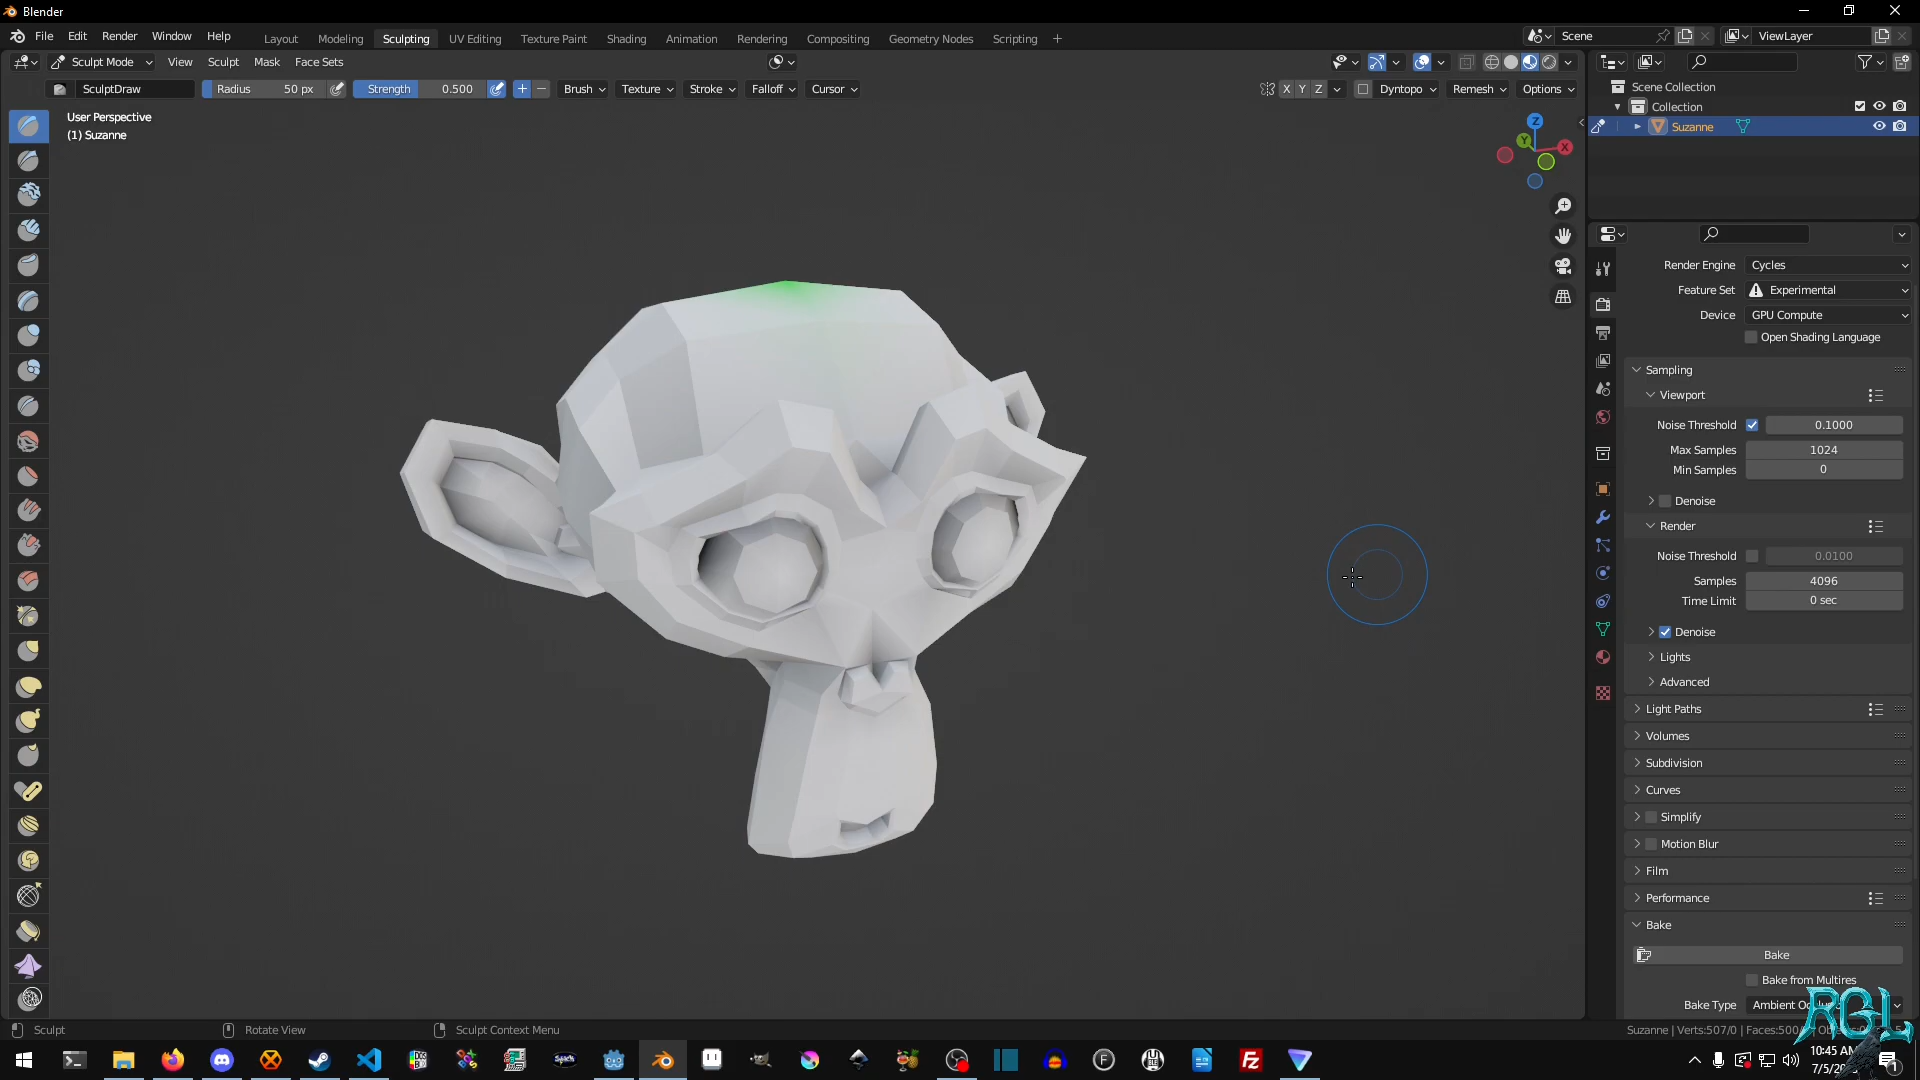 Blender
File Edit Render Window Help
Layout Modeling Sculpting UV Editing Texture Paint Shading Animation Rendering Compositing Geometry Nodes Scripting +
Scene
ViewLayer
Sculpt Mode View Sculpt Mask Face Sets
SculptDraw Radius 50 px Strength 0.500 Brush Texture Stroke Falloff Cursor
X Y Z Dyntopo Remesh Options
User Perspective
(1) Suzanne
Z
Y
X
Scene Collection
Collection
Suzanne
Render Engine Cycles
Feature Set Experimental
Device GPU Compute
Open Shading Language
Sampling
Viewport
Noise Threshold 0.1000
Max Samples 1024
Min Samples 0
Denoise
Render
Noise Threshold 0.0100
Samples 4096
Time Limit 0 sec
Denoise
Lights
Advanced
Light Paths
Volumes
Subdivision
Curves
Simplify
Motion Blur
Film
Performance
Bake
Bake
Bake from Multires
Bake Type Ambient
RGL
Sculpt Rotate View Sculpt Context Menu
Suzanne | Verts:507/0 | Faces:500/
10:45 AM